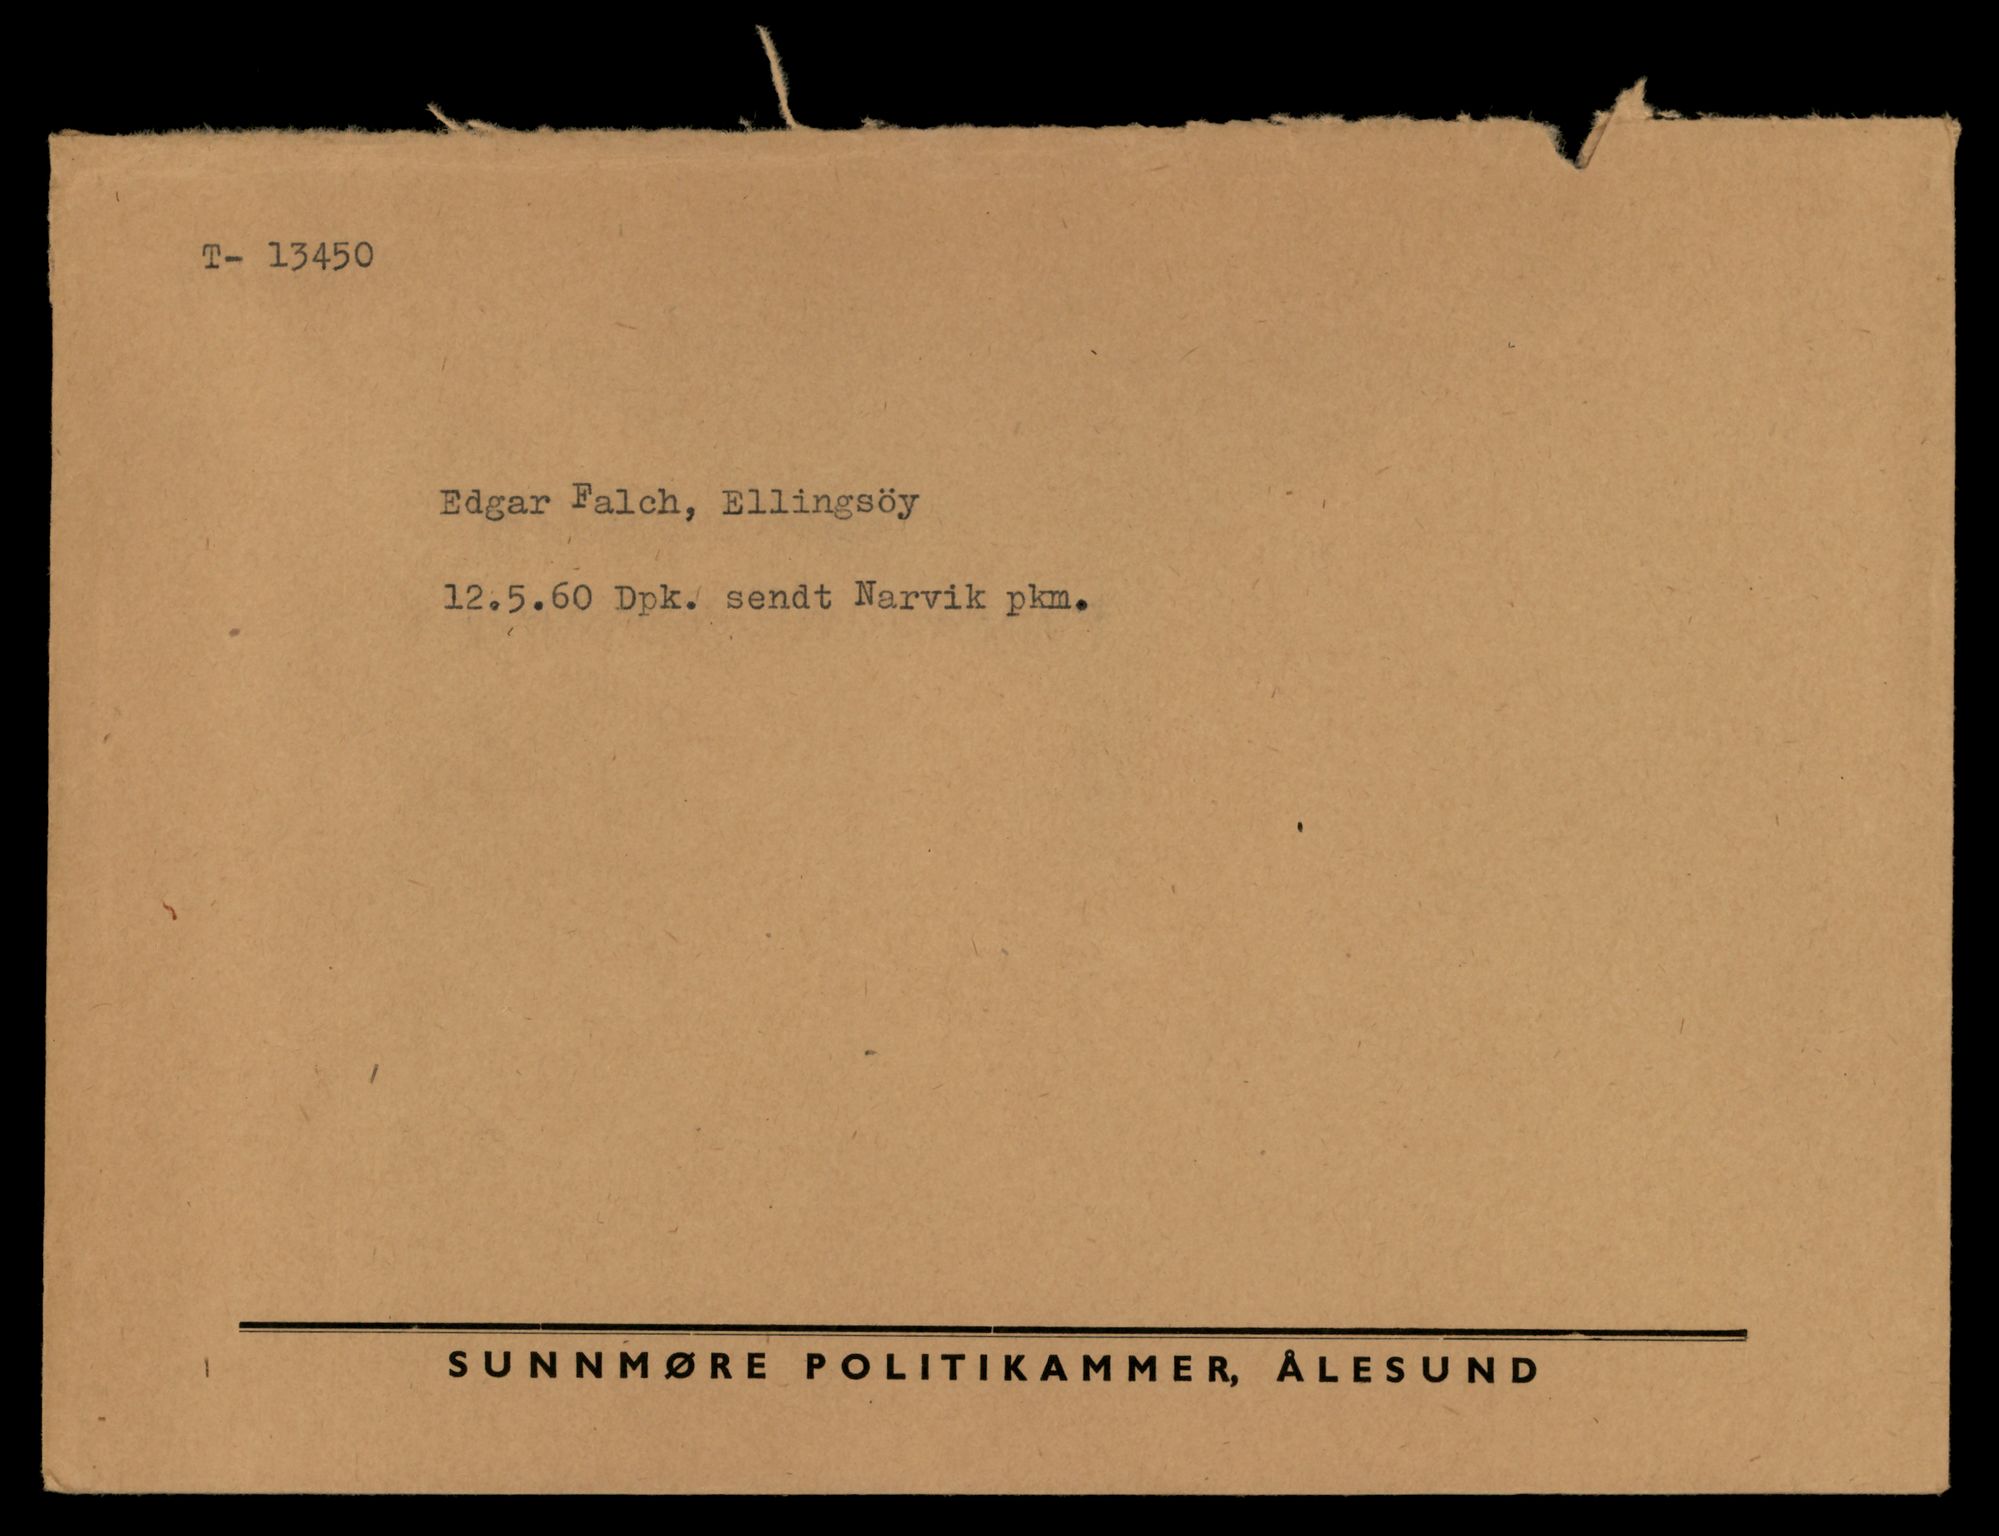 T- 13450
Edgar Falch, Ellingsöy
12.5.60 Dpk. sendt Narvik pkm.
SUNNMØRE POLITIKAMMER, ÅLESUND